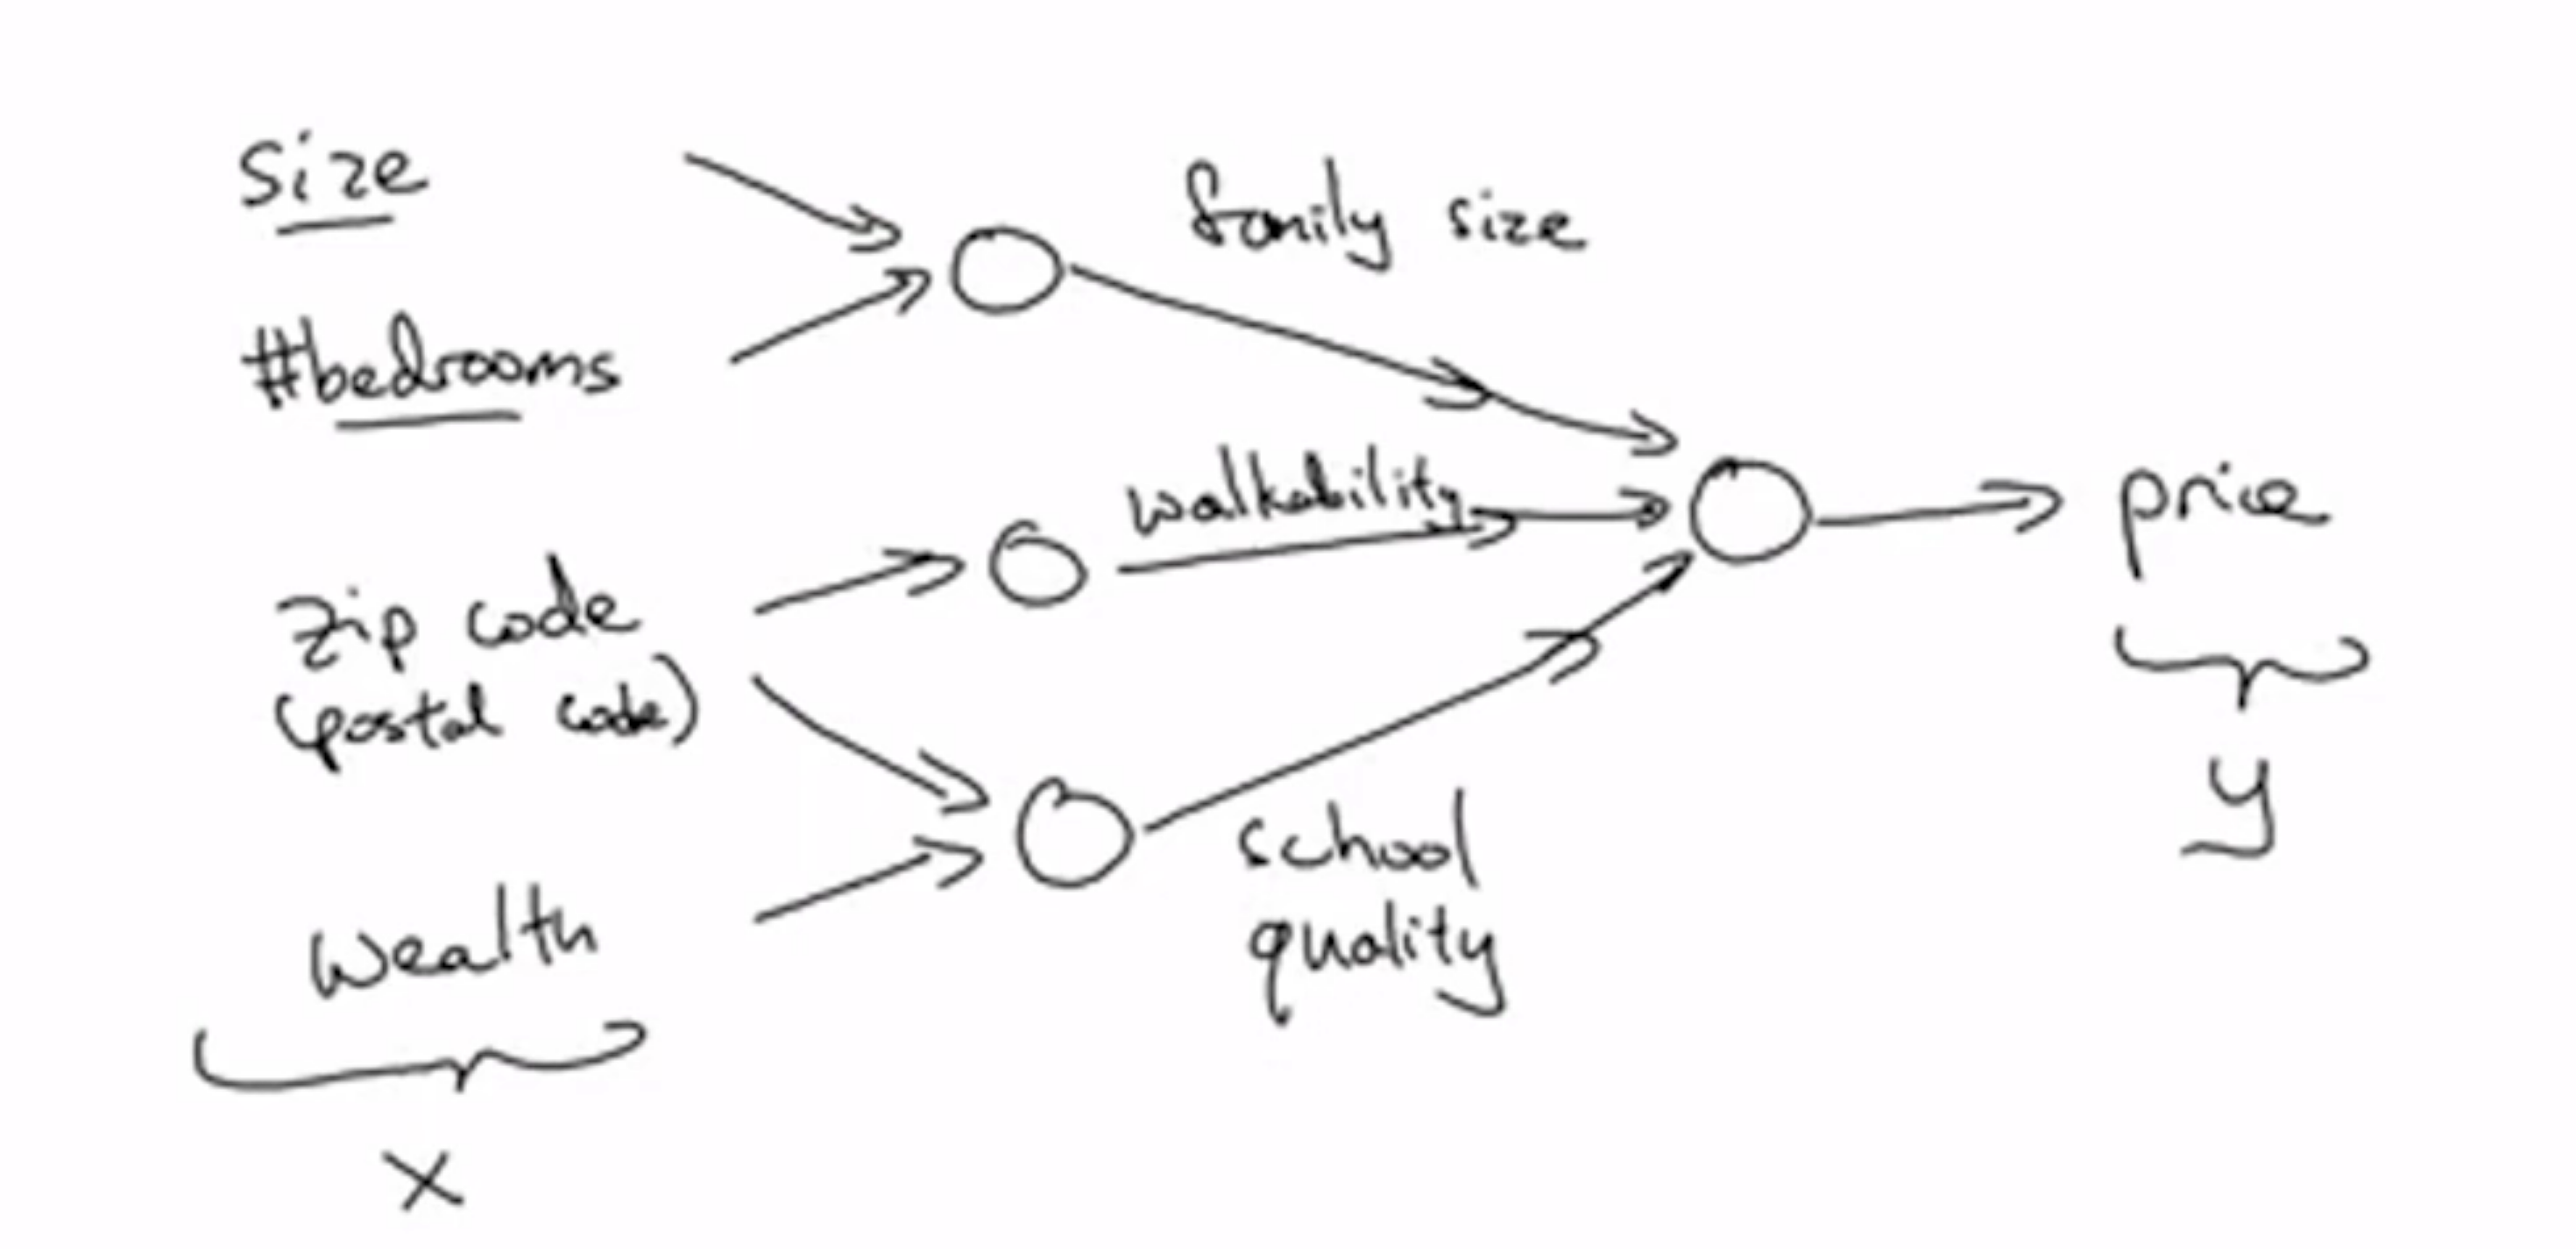 size
family size
#bedrooms
walkability
price
zip code
(postal code)
y
school
quality
wealth
x